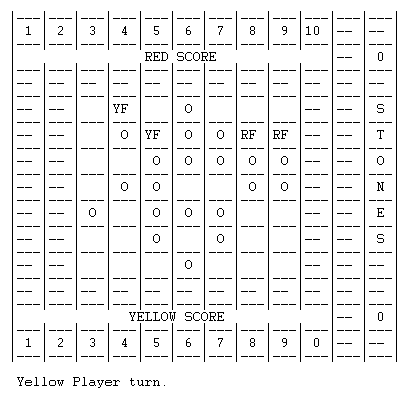 --- --- --- --- --- --- --- --- --- --- --- ---
| 1 | 2 | 3 | 4 | 5 | 6 | 7 | 8 | 9 |10 |-- |-- |
--- --- --- --- --- --- --- --- --- --- --- ---
| RED SCORE |-- | 0 |
--- --- --- --- --- --- --- --- --- --- --- ---
|-- |-- |-- |-- |-- |-- |-- |-- |-- |-- |-- |-- |
--- --- --- --- --- --- --- --- --- --- --- ---
|-- |-- | |YF | | O | | | |-- |-- | S |
--- --- --- --- --- --- --- --- --- --- --- ---
|-- |-- | | O |YF | O | O |RF |RF |-- |-- | T |
--- --- --- --- --- --- --- --- --- --- --- ---
|-- |-- | | | O | O | O | O | O |-- |-- | O |
--- --- --- --- --- --- --- --- --- --- --- ---
|-- |-- | | O | O | | | O | O |-- |-- | N |
--- --- --- --- --- --- --- --- --- --- --- ---
|-- |-- | O | | O | O | O | | |-- |-- | E |
--- --- --- --- --- --- --- --- --- --- --- ---
|-- |-- | | | O | | O | | |-- |-- | S |
--- --- --- --- --- --- --- --- --- --- --- ---
|-- |-- | | | | O | | | |-- |-- |-- |
--- --- --- --- --- --- --- --- --- --- --- ---
|-- |-- |-- |-- |-- |-- |-- |-- |-- |-- |-- |-- |
--- --- --- --- --- --- --- --- --- --- --- ---
| YELLOW SCORE |-- | 0 |
--- --- --- --- --- --- --- --- --- --- --- ---
| 1 | 2 | 3 | 4 | 5 | 6 | 7 | 8 | 9 | 0 |-- |-- |
--- --- --- --- --- --- --- --- --- --- --- ---
Yellow Player turn.